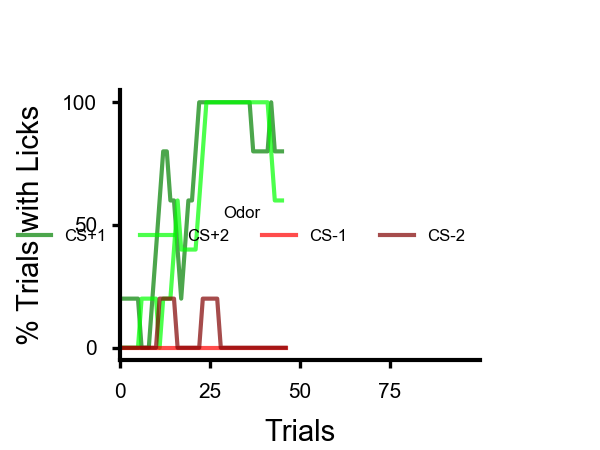 % Trials with Licks
100
50
0
Odor
CS+1 CS+2 CS-1 CS-2
0 25 50 75
Trials